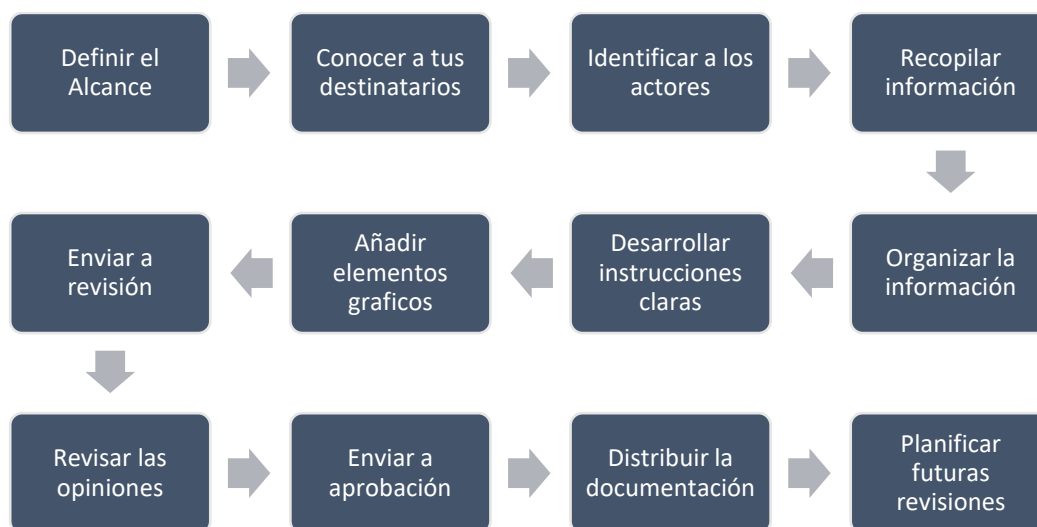 Definir el
Alcance
Conocer a tus
destinatarios
Identificar a los
actores
Recopilar
información
Organizar la
información
Desarrollar
instrucciones
claras
Añadir
elementos
graficos
Enviar a
revisión
Revisar las
opiniones
Enviar a
aprobación
Distribuir la
documentación
Planificar
futuras
revisiones